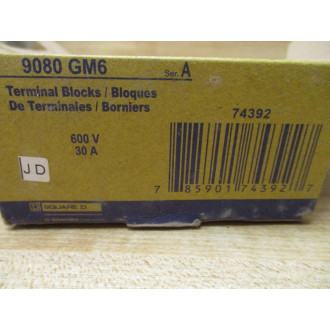 9080 GM6
Ser. A
Terminal Blocks / Bloques
De Terminales / Borniers
74392
600 V
30 A
JD
7 85901 74392 7
SQUARE D